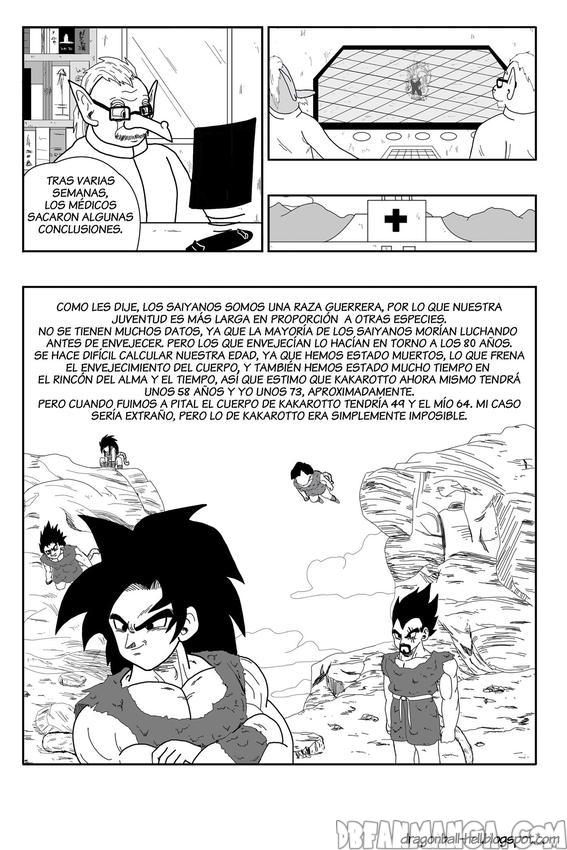 TRAS VARIAS
SEMANAS,
LOS MÉDICOS
SACARON ALGUNAS
CONCLUSIONES.
COMO LES DIJE, LOS SAIYANOS SOMOS UNA RAZA GUERRERA, POR LO QUE NUESTRA
JUVENTUD ES MÁS LARGA EN PROPORCIÓN A OTRAS ESPECIES.
NO SE TIENEN MUCHOS DATOS, YA QUE LA MAYORÍA DE LOS SAIYANOS MORÍAN LUCHANDO
ANTES DE ENVEJECER. PERO LOS QUE ENVEJECÍAN LO HACÍAN EN TORNO A LOS 80 AÑOS.
SE HACE DIFÍCIL CALCULAR NUESTRA EDAD, YA QUE HEMOS ESTADO MUERTOS, LO QUE FRENA
EL ENVEJECIMIENTO DEL CUERPO, Y TAMBIÉN HEMOS ESTADO MUCHO TIEMPO EN
EL RINCÓN DEL ALMA Y EL TIEMPO, ASÍ QUE ESTIMO QUE KAKAROTTO AHORA MISMO TENDRÁ
UNOS 58 AÑOS Y YO UNOS 73, APROXIMADAMENTE.
PERO CUANDO FUIMOS A PITAL EL CUERPO DE KAKAROTTO TENDRÍA 49 Y EL MÍO 64. MI CASO
SERÍA EXTRAÑO, PERO LO DE KAKAROTTO ERA SIMPLEMENTE IMPOSIBLE.
DBFANMANGA.COM
dragonball-hell.blogspot.com